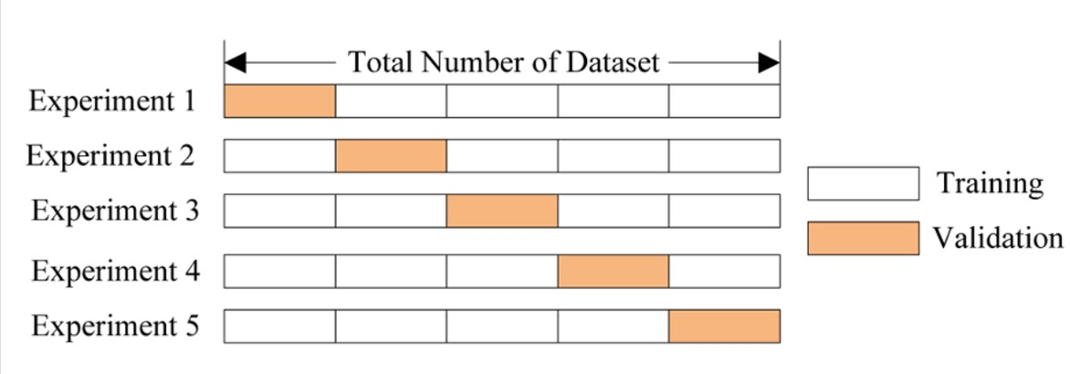 Total Number of Dataset
Experiment 1
Experiment 2
Experiment 3
Experiment 4
Experiment 5
Training
Validation